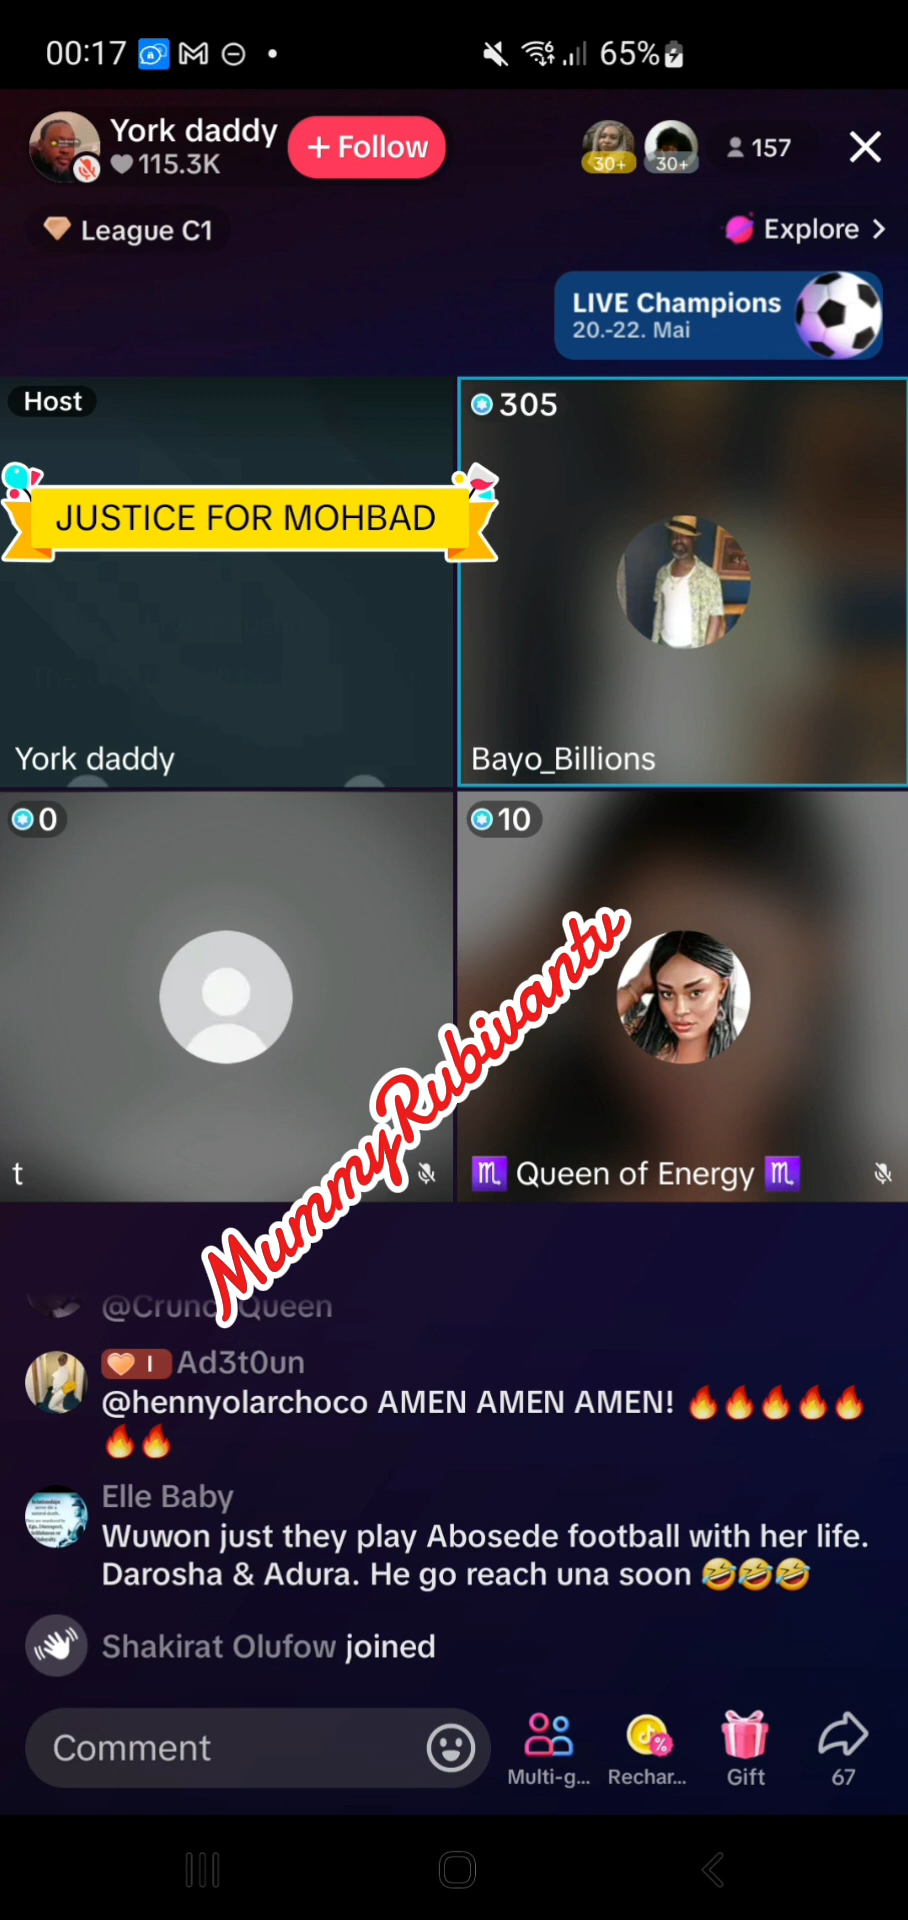 00:17
65%
York daddy
115.3K
+ Follow
30+
30+
157
League C1
Explore >
LIVE Champions
20.-22. Mai
Host
305
JUSTICE FOR MOHBAD
York daddy
Bayo_Billions
0
10
MummyRubivantv
t
♏ Queen of Energy ♏
I Ad3t0un
@hennyolarchoco AMEN AMEN AMEN! 🔥🔥🔥🔥🔥
🔥🔥
Elle Baby
Wuwon just they play Abosede football with her life.
Darosha & Adura. He go reach una soon 🤣🤣🤣
Shakirat Olufow joined
Comment
Multi-g...
Rechar...
Gift
67